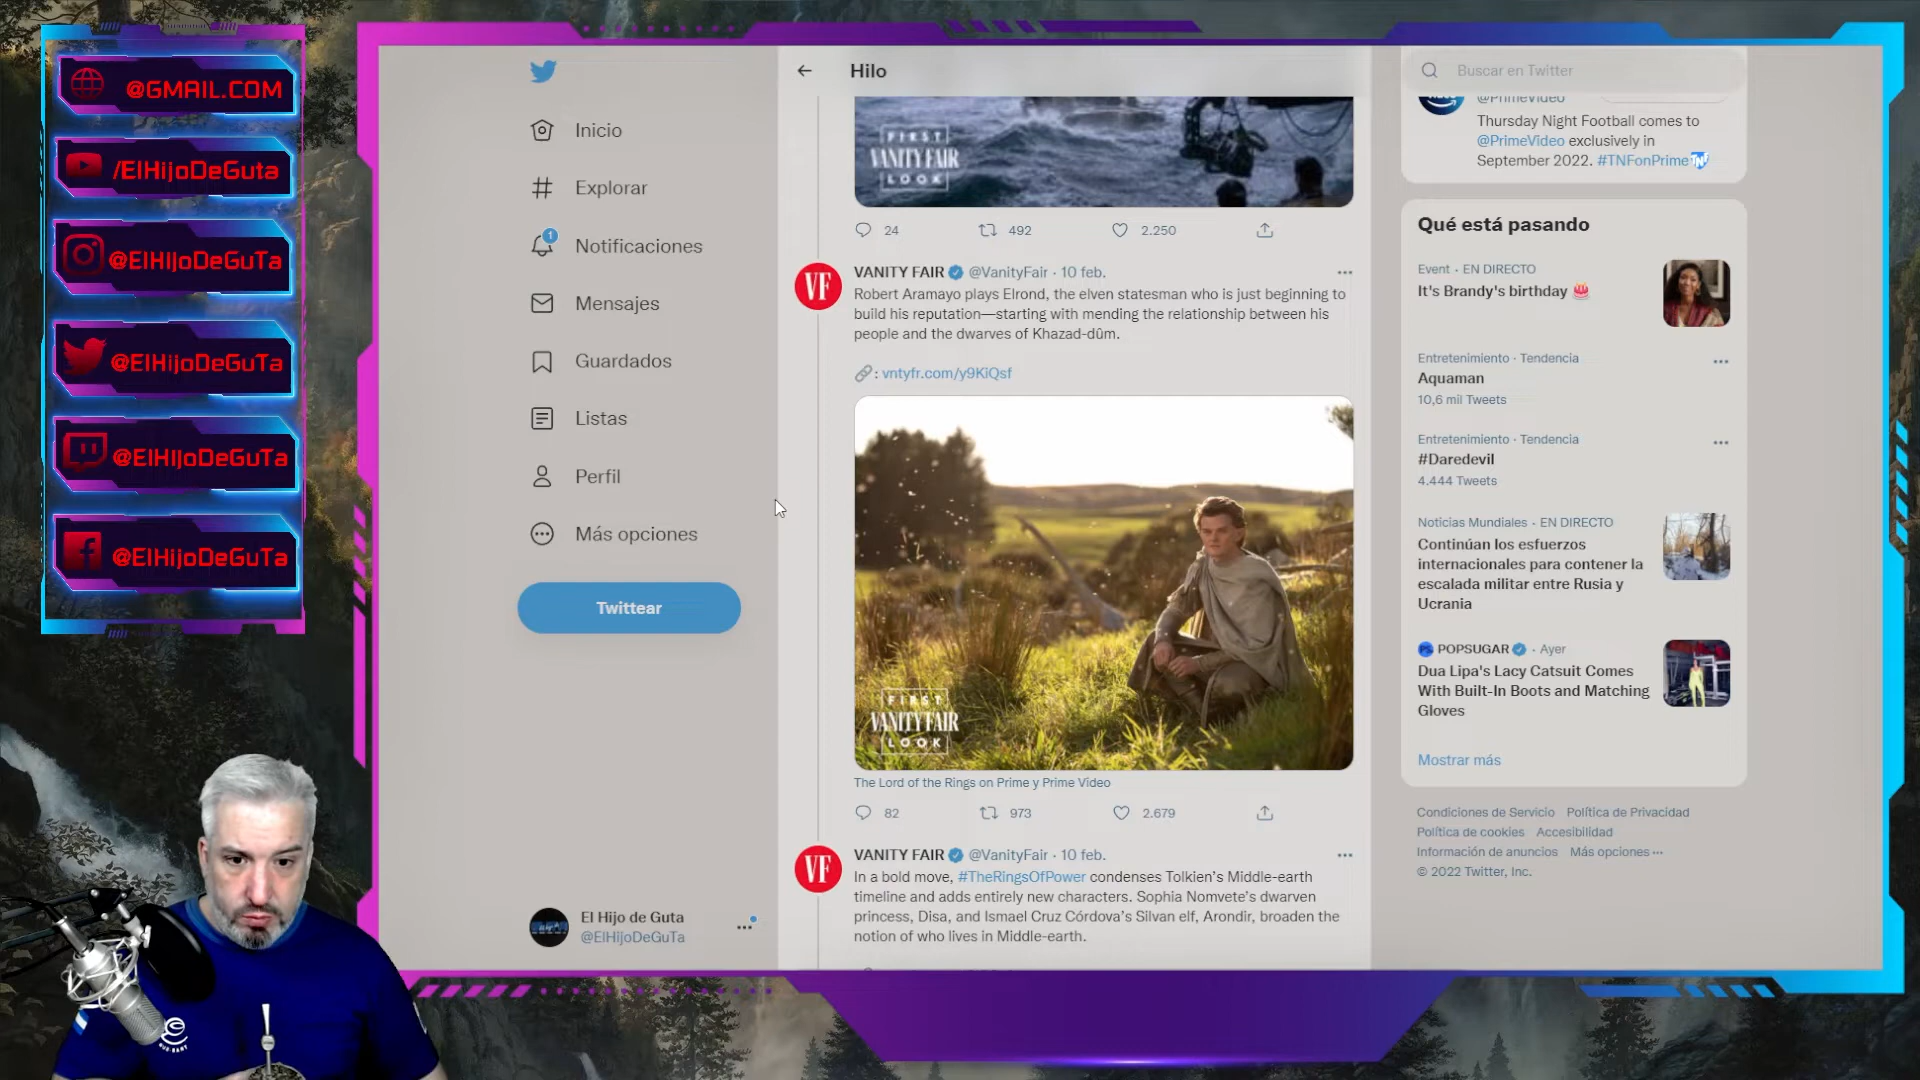 @GMAIL.COM
/ElHijoDeGuta
@ElHIjoDeGuTa
@ElHijoDeGuTa
@ElHIjoDeGuTa
@ElHijoDeGuTa
Inicio
Explorar
1
Notificaciones
Mensajes
Guardados
Listas
Perfil
Más opciones
Twittear
El Hijo de Guta
@ElHIjoDeGuTa
Hilo
FIRST
VANITY FAIR
LOOK
24
492
2.250
VF
VANITY FAIR @VanityFair · 10 feb.
Robert Aramayo plays Elrond, the elven statesman who is just beginning to
build his reputation—starting with mending the relationship between his
people and the dwarves of Khazad-dûm.
: vntyfr.com/y9KiQsf
FIRST
VANITY FAIR
LOOK
The Lord of the Rings on Prime y Prime Video
82
973
2.679
VF
VANITY FAIR @VanityFair · 10 feb.
In a bold move, #TheRingsOfPower condenses Tolkien's Middle-earth
timeline and adds entirely new characters. Sophia Nomvete's dwarven
princess, Disa, and Ismael Cruz Córdova's Silvan elf, Arondir, broaden the
notion of who lives in Middle-earth.
Buscar en Twitter
@PrimeVideo
Thursday Night Football comes to
@PrimeVideo exclusively in
September 2022. #TNFonPrime
Qué está pasando
Event · EN DIRECTO
It's Brandy's birthday
Entretenimiento · Tendencia
Aquaman
10,6 mil Tweets
Entretenimiento · Tendencia
#Daredevil
4.444 Tweets
Noticias Mundiales · EN DIRECTO
Continúan los esfuerzos
internacionales para contener la
escalada militar entre Rusia y
Ucrania
POPSUGAR · Ayer
Dua Lipa's Lacy Catsuit Comes
With Built-In Boots and Matching
Gloves
Mostrar más
Condiciones de Servicio Política de Privacidad
Política de cookies Accesibilidad
Información de anuncios Más opciones ···
© 2022 Twitter, Inc.